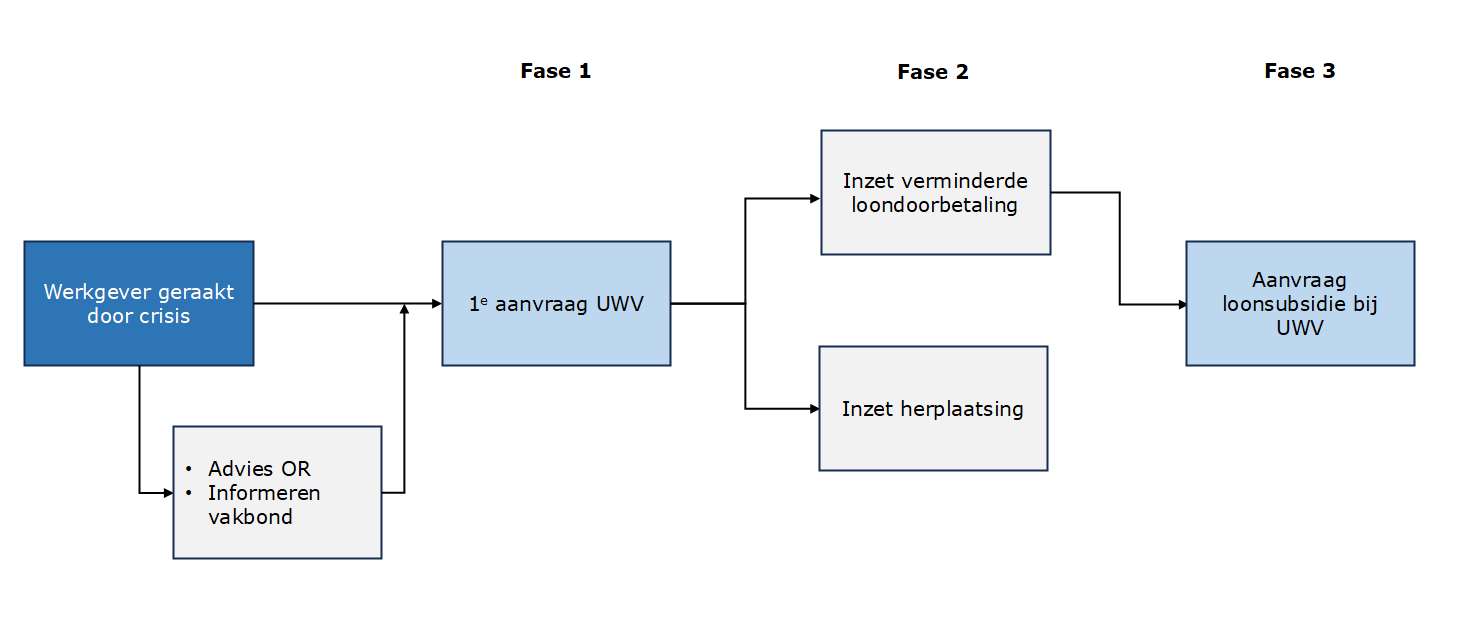 Fase 1
Fase 2
Fase 3
Werkgever geraakt
door crisis
• Advies OR
• Informeren
vakbond
1e aanvraag UWV
Inzet verminderde
loondoorbetaling
Inzet herplaatsing
Aanvraag
loonsubsidie bij
UWV